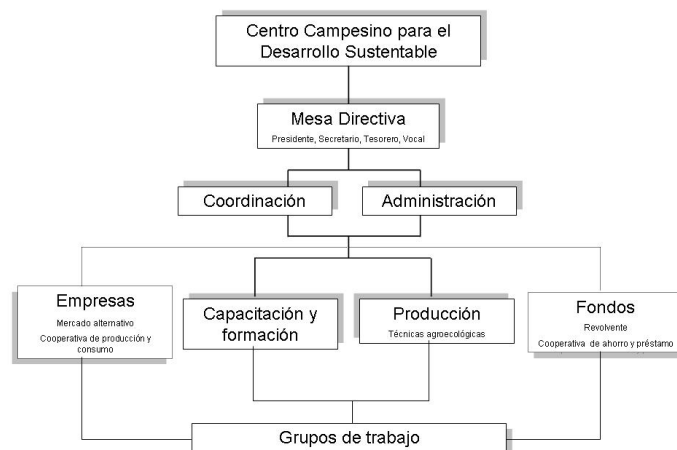 Centro Campesino para el
Desarrollo Sustentable
Mesa Directiva
Presidente, Secretario, Tesorero, Vocal
Coordinación
Administración
Empresas
Mercado alternativo
Cooperativa de producción y
consumo
Capacitación y
formación
Producción
Técnicas agroecológicas
Fondos
Revolvente
Cooperativa de ahorro y préstamo
Grupos de trabajo